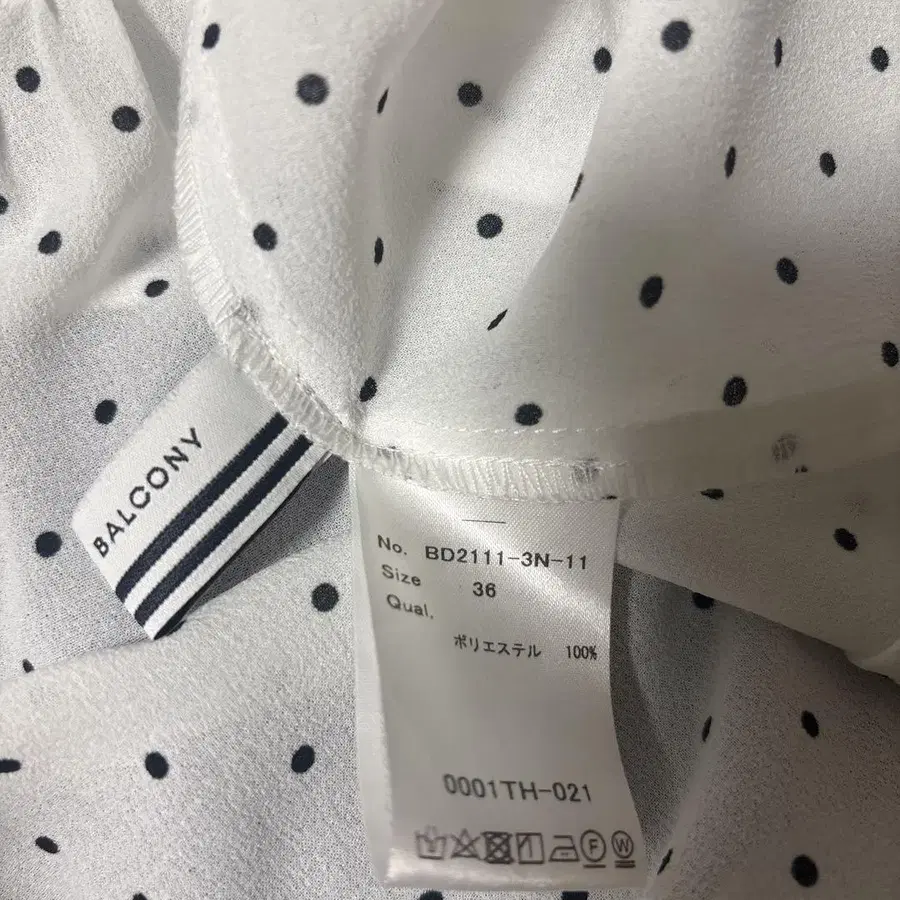 BALCONY
No. BD2111-3N-11
Size 36
Qual.
ポリエステル 100%
0001TH-021
F W